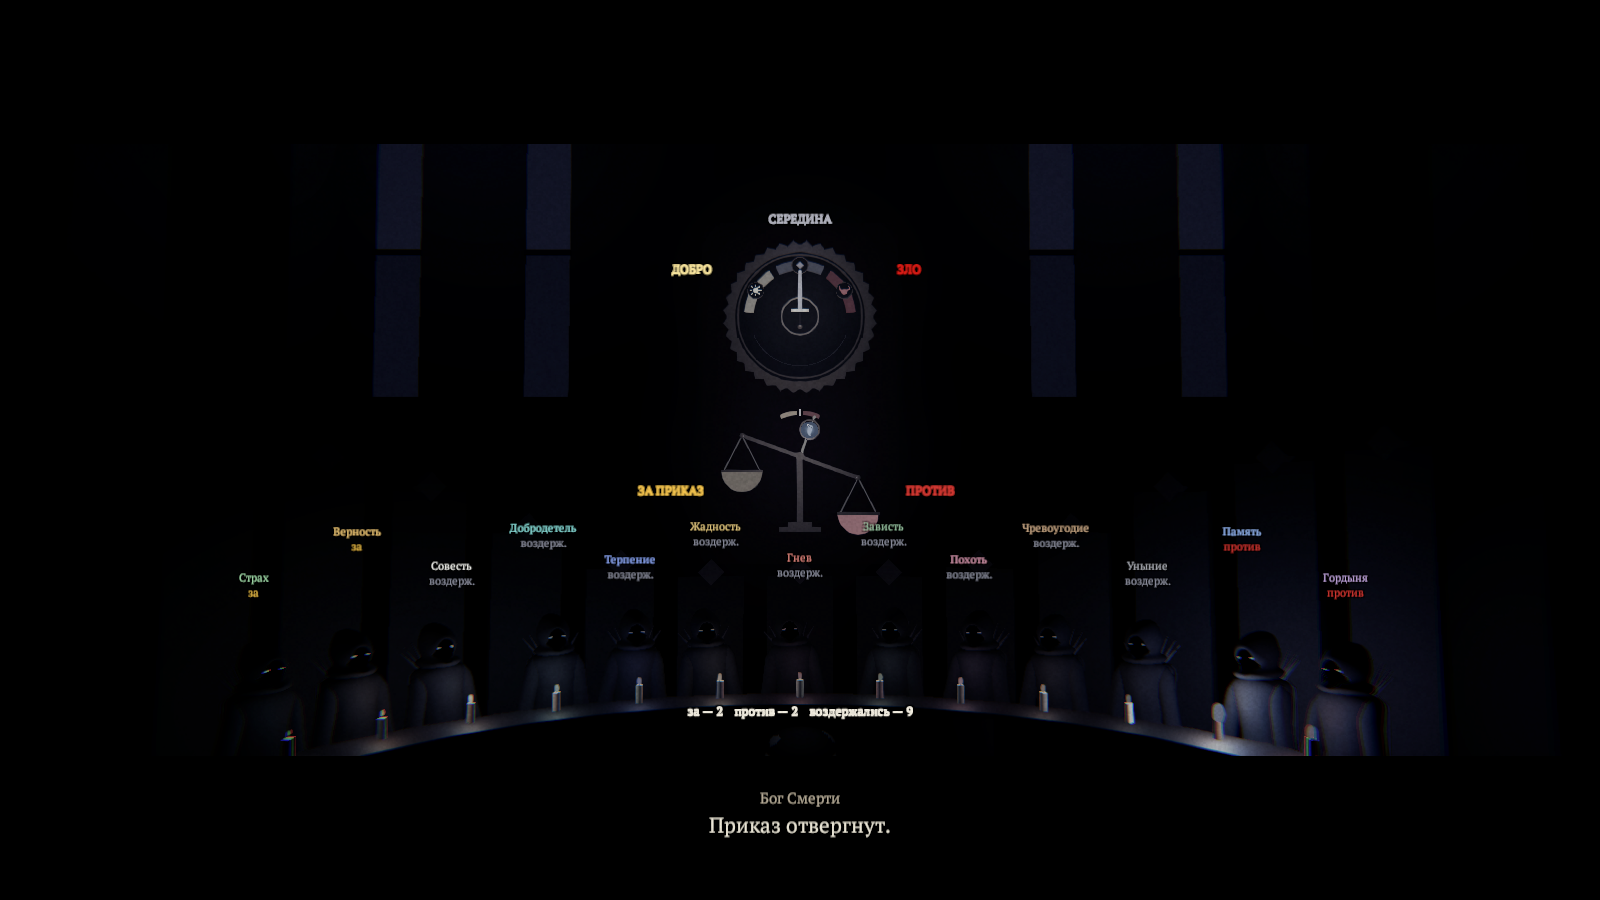 СЕРЕДИНА
ДОБРО
ЗЛО
ЗА ПРИКАЗ
ПРОТИВ
Страх
за
Верность
за
Совесть
воздерж.
Добродетель
воздерж.
Терпение
воздерж.
Жадность
воздерж.
Гнев
воздерж.
Зависть
воздерж.
Похоть
воздерж.
Чревоугодие
воздерж.
Уныние
воздерж.
Память
против
Гордыня
против
за — 2 против — 2 воздержались — 9
Бог Смерти
Приказ отвергнут.